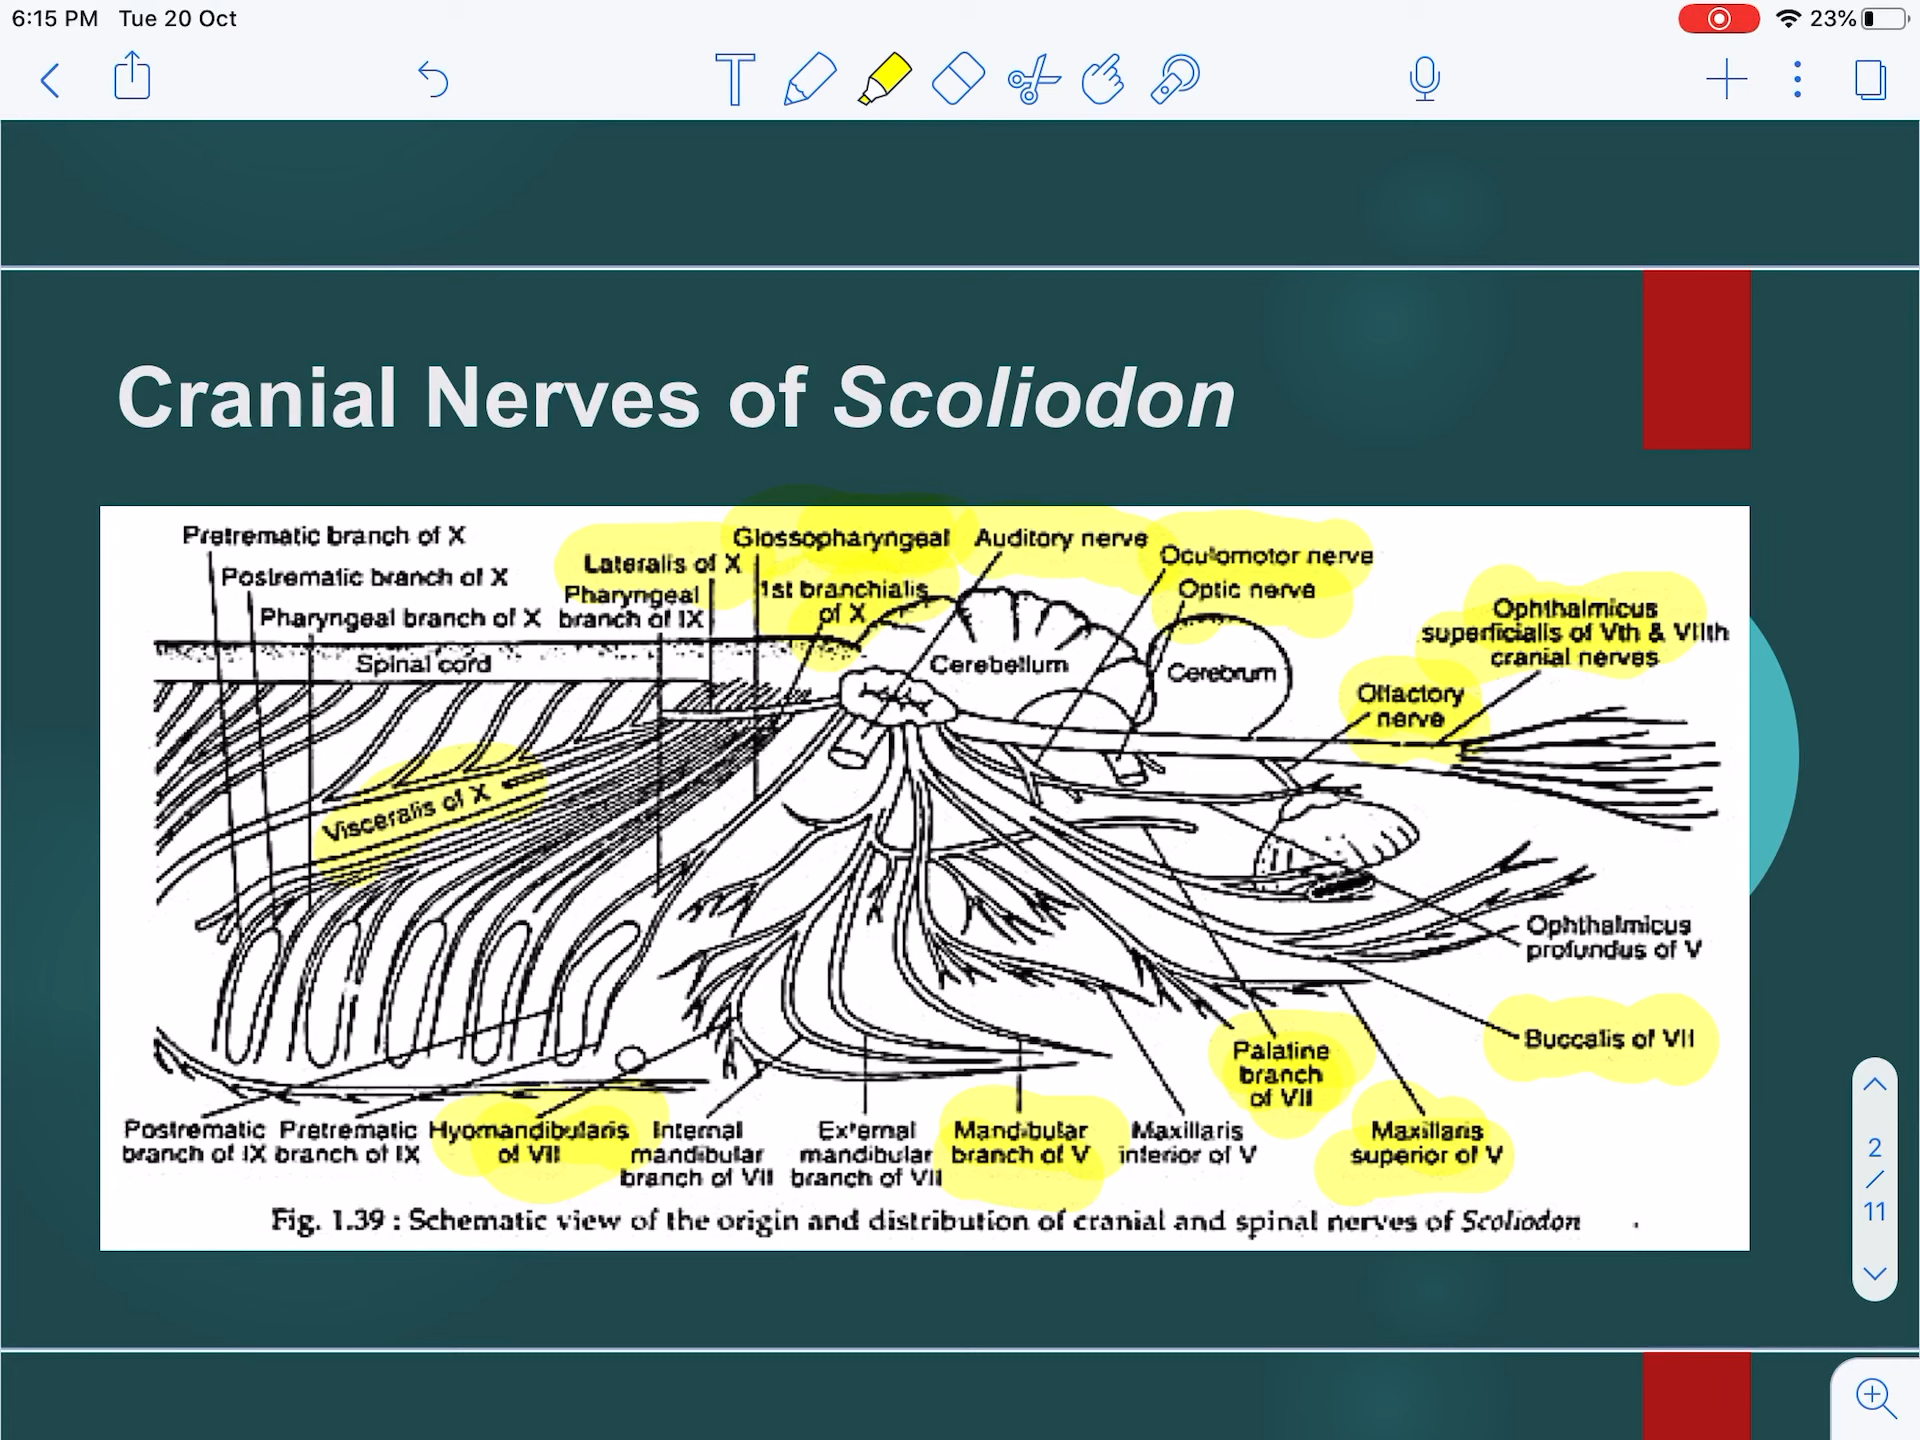 6:15 PM Tue 20 Oct
23%
Cranial Nerves of Scoliodon
Pretrematic branch of X
Postrematic branch of X
Pharyngeal branch of X
Lateralis of X
Pharyngeal
branch of IX
Glossopharyngeal
1st branchialis
of X
Auditory nerve
Oculomotor nerve
Optic nerve
Ophthalmicus
superficialis of Vth & VIIth
cranial nerves
Spinal cord
Cerebellum
Cerebrum
Olfactory
nerve
Visceralis of X
Ophthalmicus
profundus of V
Buccalis of VII
Palatine
branch
of VII
Postrematic
branch of IX
Pretrematic
branch of IX
Hyomandibularis
of VII
Internal
mandibular
branch of VII
External
mandibular
branch of VII
Mandibular
branch of V
Maxillaris
interior of V
Maxillaris
superior of V
Fig. 1.39 : Schematic view of the origin and distribution of cranial and spinal nerves of Scoliodon
2
/
11